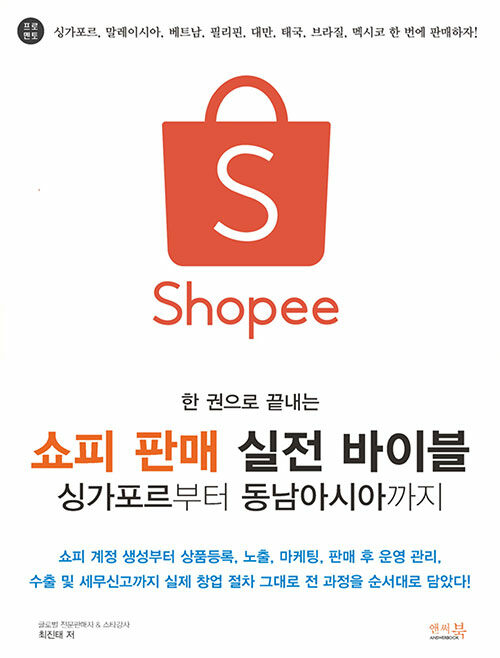 프로
멘토
싱가포르, 말레이시아, 베트남, 필리핀, 대만, 태국, 브라질, 멕시코 한 번에 판매하자!
S
Shopee
한 권으로 끝내는
쇼피 판매 실전 바이블
싱가포르부터 동남아시아까지
쇼피 계정 생성부터 상품등록, 노출, 마케팅, 판매 후 운영 관리,
수출 및 세무신고까지 실제 창업 절차 그대로 전 과정을 순서대로 담았다!
글로벌 전문판매자 & 스타강사
최진태 저
앤써북
ANSWERBOOK